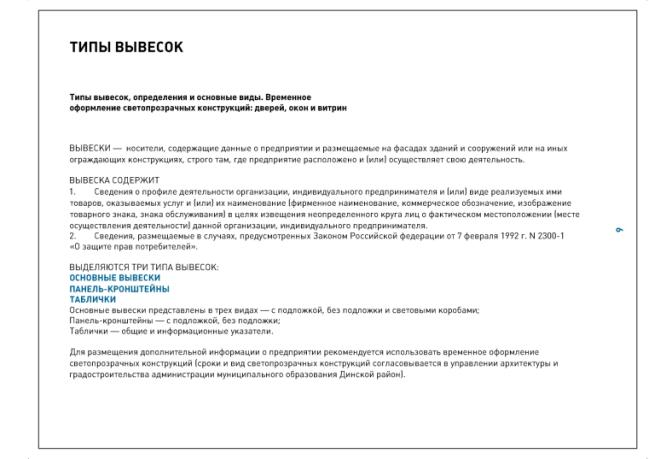 ТИПЫ ВЫВЕСОК
Типы вывесок, определения и основные виды. Временное
оформление светопрозрачных конструкций: дверей, окон и витрин
ВЫВЕСКИ — носители, содержащие данные о предприятии и размещаемые на фасадах зданий и сооружений или на иных
ограждающих конструкциях, строго там, где предприятие расположено и (или) осуществляет свою деятельность.
ВЫВЕСКА СОДЕРЖИТ
1. Сведения о профиле деятельности организации, индивидуального предпринимателя и (или) виде реализуемых ими
товаров, оказываемых услуг и (или) их наименование (фирменное наименование, коммерческое обозначение, изображение
товарного знака, знака обслуживания) в целях извещения неопределенного круга лиц о фактическом местоположении (месте
осуществления деятельности) данной организации, индивидуального предпринимателя.
2. Сведения, размещаемые в случаях, предусмотренных Законом Российской федерации от 7 февраля 1992 г. N 2300-1
«О защите прав потребителей».
ВЫДЕЛЯЮТСЯ ТРИ ТИПА ВЫВЕСОК:
ОСНОВНЫЕ ВЫВЕСКИ
ПАНЕЛЬ-КРОНШТЕЙНЫ
ТАБЛИЧКИ
Основные вывески представлены в трех видах — с подложкой, без подложки и световыми коробами;
Панель-кронштейны — с подложкой, без подложки;
Таблички — общие и информационные указатели.
Для размещения дополнительной информации о предприятии рекомендуется использовать временное оформление
светопрозрачных конструкций (сроки и вид светопрозрачных конструкций согласовывается в управлении архитектуры и
градостроительства администрации муниципального образования Динской район).
9